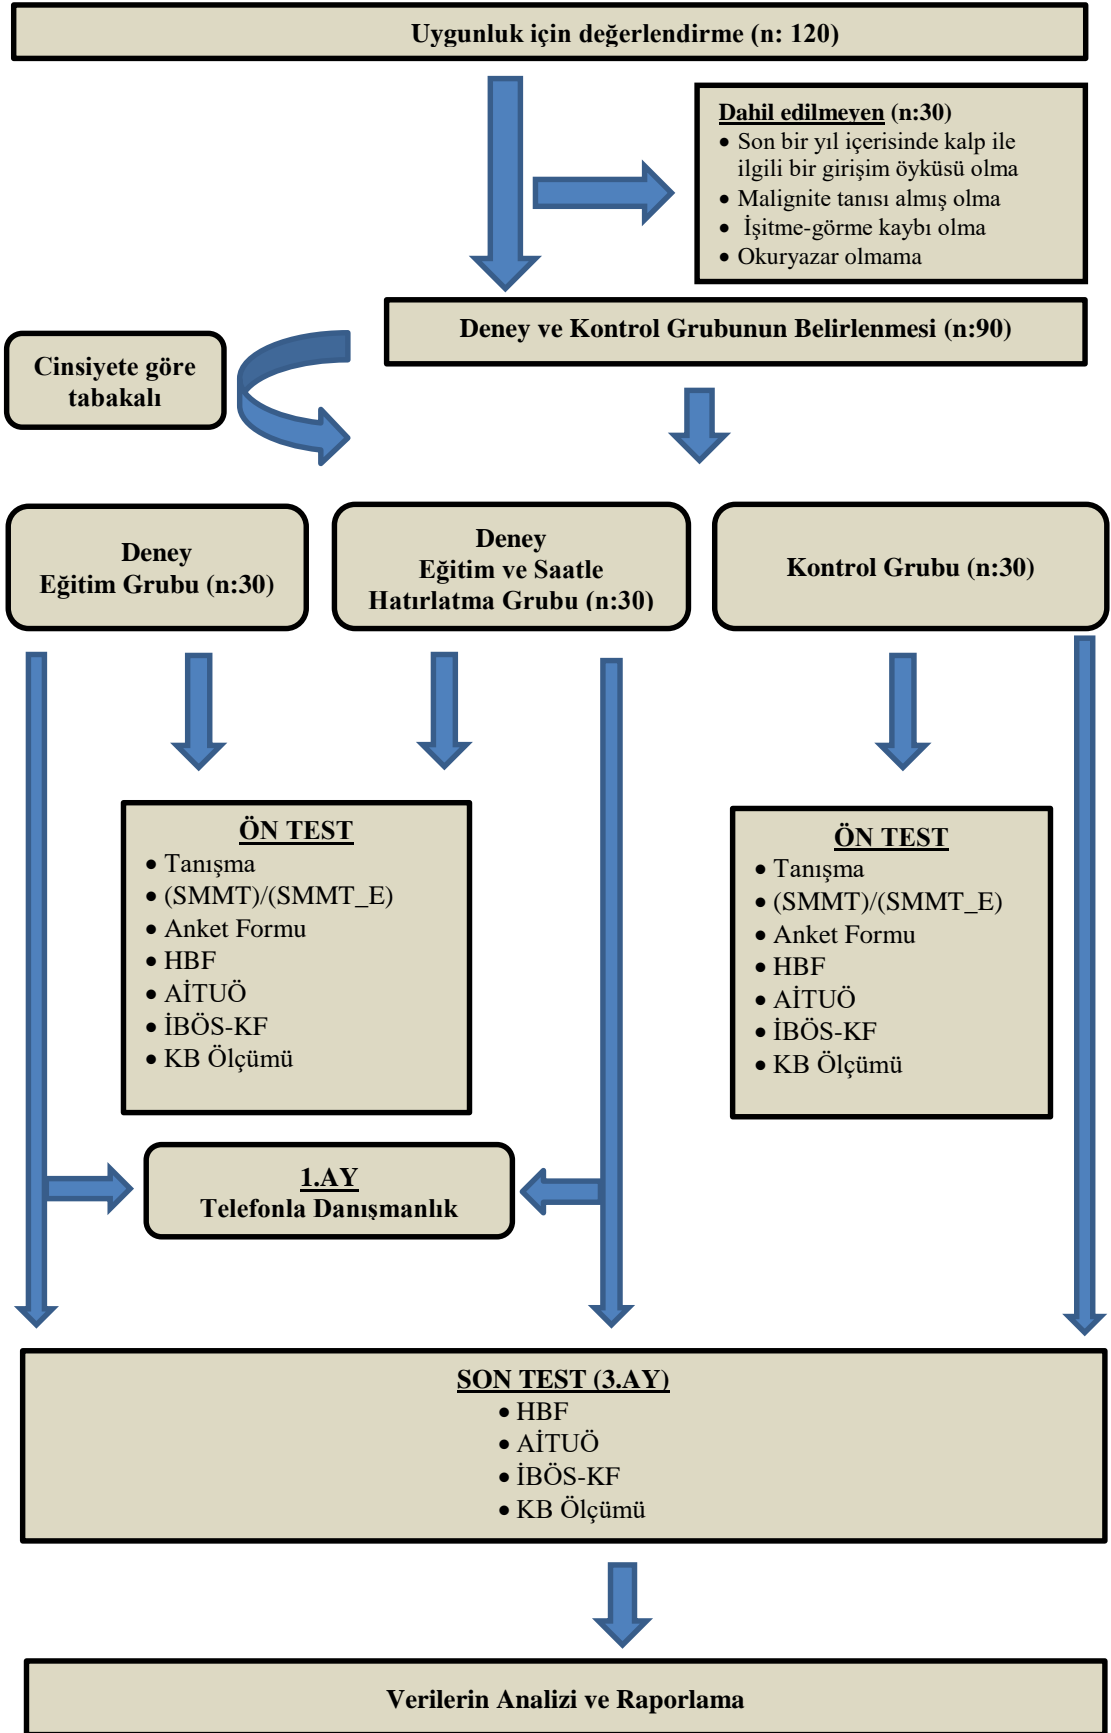 Uygunluk için değerlendirme (n: 120)
Dahil edilmeyen (n:30)
• Son bir yıl içerisinde kalp ile
ilgili bir girişim öyküsü olma
• Malignite tanısı almış olma
• İşitme-görme kaybı olma
• Okuryazar olmama
Deney ve Kontrol Grubunun Belirlenmesi (n:90)
Cinsiyete göre
tabakalı
Deney
Eğitim Grubu (n:30)
Deney
Eğitim ve Saatle
Hatırlatma Grubu (n:30)
Kontrol Grubu (n:30)
ÖN TEST
• Tanışma
• (SMMT)/(SMMT_E)
• Anket Formu
• HBF
• AİTUÖ
• İBÖS-KF
• KB Ölçümü
ÖN TEST
• Tanışma
• (SMMT)/(SMMT_E)
• Anket Formu
• HBF
• AİTUÖ
• İBÖS-KF
• KB Ölçümü
1.AY
Telefonla Danışmanlık
SON TEST (3.AY)
• HBF
• AİTUÖ
• İBÖS-KF
• KB Ölçümü
Verilerin Analizi ve Raporlama